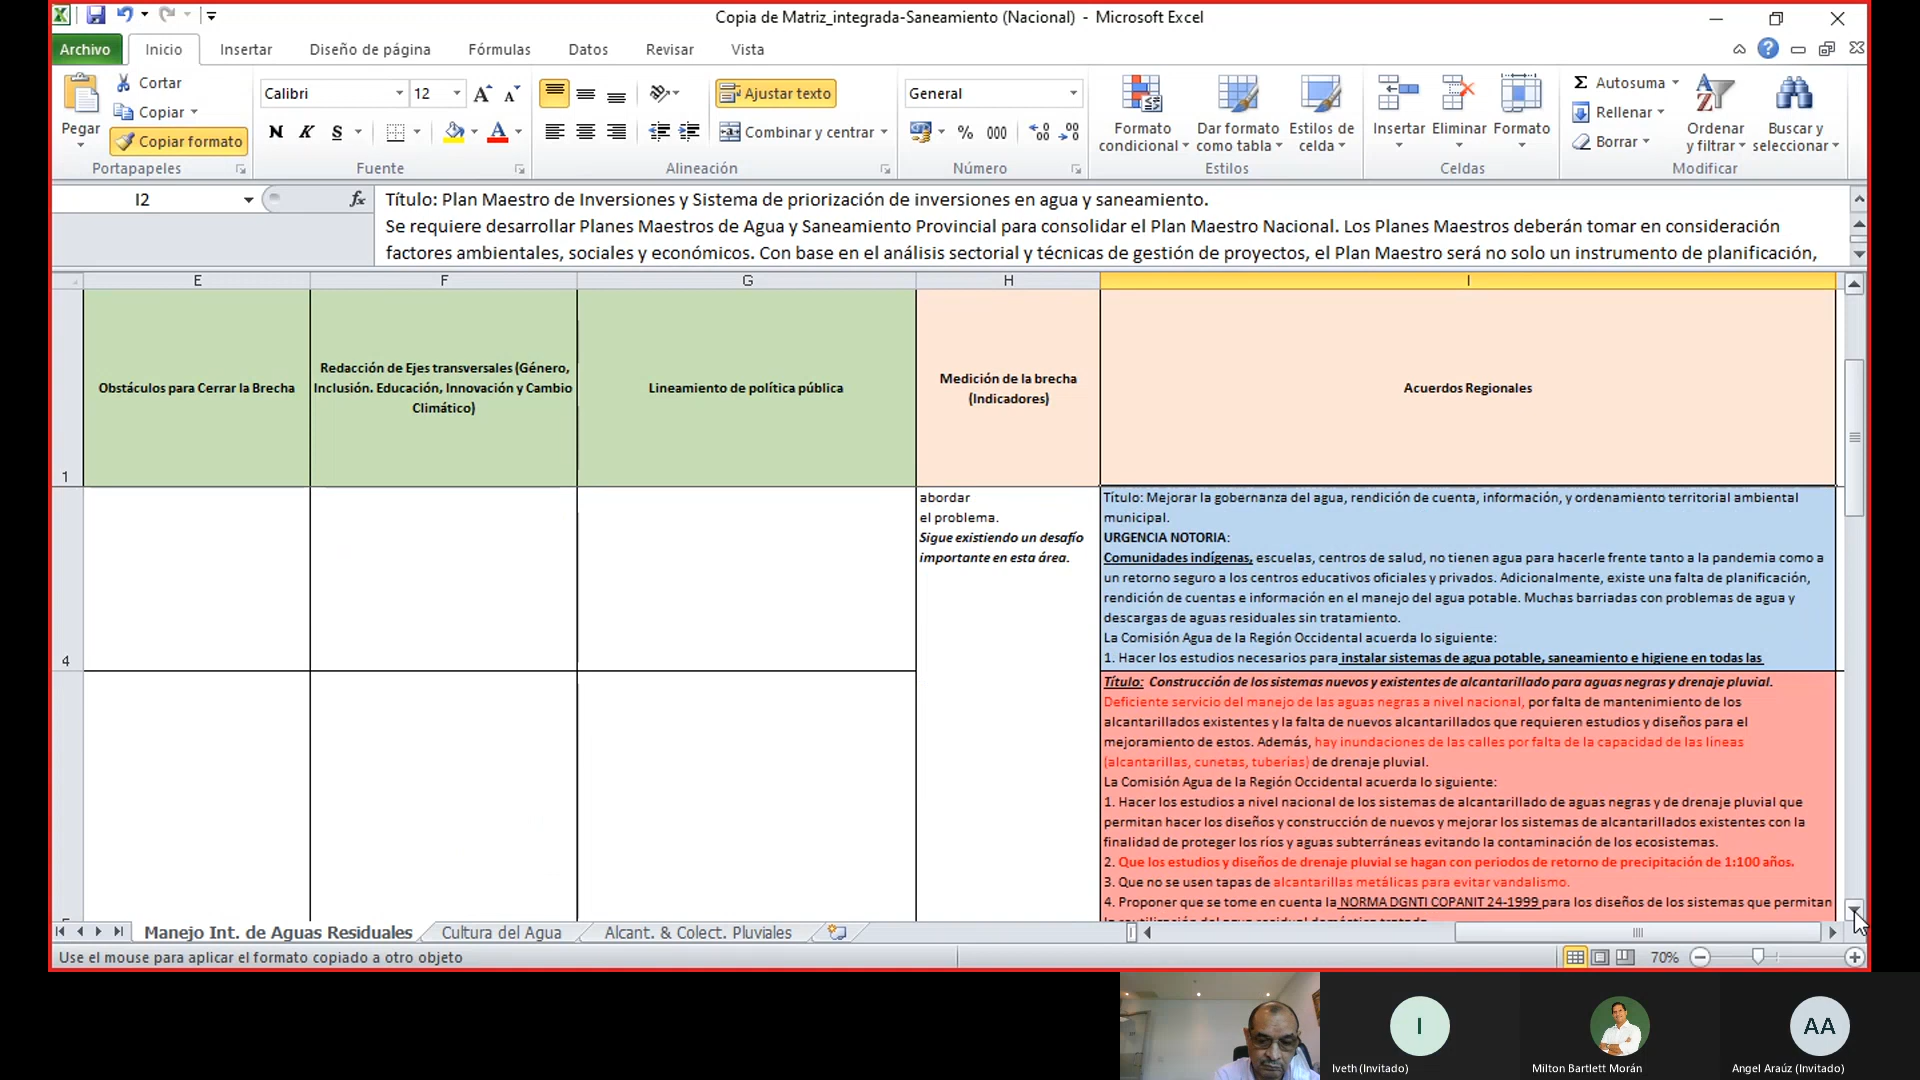 Copia de Matriz_integrada-Saneamiento (Nacional) - Microsoft Excel
Archivo Inicio Insertar Diseño de página Fórmulas Datos Revisar Vista
Pegar
Cortar
Copiar
Copiar formato
Portapapeles
Calibri 12
N K S
Fuente
Ajustar texto
Combinar y centrar
Alineación
General
% 000
Número
Formato condicional
Dar formato como tabla
Estilos de celda
Estilos
Insertar Eliminar Formato
Celdas
Autosuma
Rellenar
Borrar
Ordenar y filtrar
Buscar y seleccionar
Modificar
I2
fx
Título: Plan Maestro de Inversiones y Sistema de priorización de inversiones en agua y saneamiento.
Se requiere desarrollar Planes Maestros de Agua y Saneamiento Provincial para consolidar el Plan Maestro Nacional. Los Planes Maestros deberán tomar en consideración
factores ambientales, sociales y económicos. Con base en el análisis sectorial y técnicas de gestión de proyectos, el Plan Maestro será no solo un instrumento de planificación,
E F G H I
1
Obstáculos para Cerrar la Brecha
Redacción de Ejes transversales (Género,
Inclusión. Educación, Innovación y Cambio
Climático)
Lineamiento de política pública
Medición de la brecha
(Indicadores)
Acuerdos Regionales
4
abordar
el problema.
Sigue existiendo un desafío
importante en esta área.
Título: Mejorar la gobernanza del agua, rendición de cuenta, información, y ordenamiento territorial ambiental
municipal.
URGENCIA NOTORIA:
Comunidades indígenas, escuelas, centros de salud, no tienen agua para hacerle frente tanto a la pandemia como a
un retorno seguro a los centros educativos oficiales y privados. Adicionalmente, existe una falta de planificación,
rendición de cuentas e información en el manejo del agua potable. Muchas barriadas con problemas de agua y
descargas de aguas residuales sin tratamiento.
La Comisión Agua de la Región Occidental acuerda lo siguiente:
1. Hacer los estudios necesarios para instalar sistemas de agua potable, saneamiento e higiene en todas las
Título: Construcción de los sistemas nuevos y existentes de alcantarillado para aguas negras y drenaje pluvial.
Deficiente servicio del manejo de las aguas negras a nivel nacional, por falta de mantenimiento de los
alcantarillados existentes y la falta de nuevos alcantarillados que requieren estudios y diseños para el
mejoramiento de estos. Además, hay inundaciones de las calles por falta de la capacidad de las líneas
(alcantarillas, cunetas, tuberías) de drenaje pluvial.
La Comisión Agua de la Región Occidental acuerda lo siguiente:
1. Hacer los estudios a nivel nacional de los sistemas de alcantarillado de aguas negras y de drenaje pluvial que
permitan hacer los diseños y construcción de nuevos y mejorar los sistemas de alcantarillados existentes con la
finalidad de proteger los ríos y aguas subterráneas evitando la contaminación de los ecosistemas.
2. Que los estudios y diseños de drenaje pluvial se hagan con periodos de retorno de precipitación de 1:100 años.
3. Que no se usen tapas de alcantarillas metálicas para evitar vandalismo.
4. Proponer que se tome en cuenta la NORMA DGNTI COPANIT 24-1999 para los diseños de los sistemas que permitan
Manejo Int. de Aguas Residuales Cultura del Agua Alcant. & Colect. Pluviales
Use el mouse para aplicar el formato copiado a otro objeto
70%
I
AA
Iveth (Invitado)
Milton Bartlett Morán
Angel Araúz (Invitado)